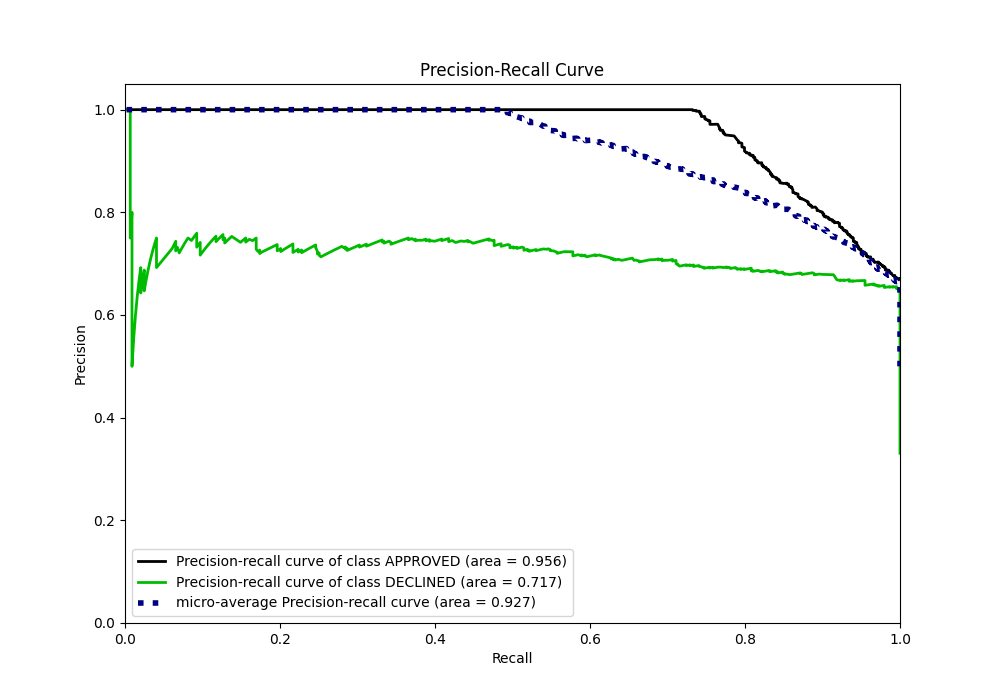 Precision-Recall Curve
1.0
0.8
0.6
0.4
0.2
0.0
Precision
Precision-recall curve of class APPROVED (area = 0.956)
Precision-recall curve of class DECLINED (area = 0.717)
micro-average Precision-recall curve (area = 0.927)
0.0 0.2 0.4 0.6 0.8 1.0
Recall